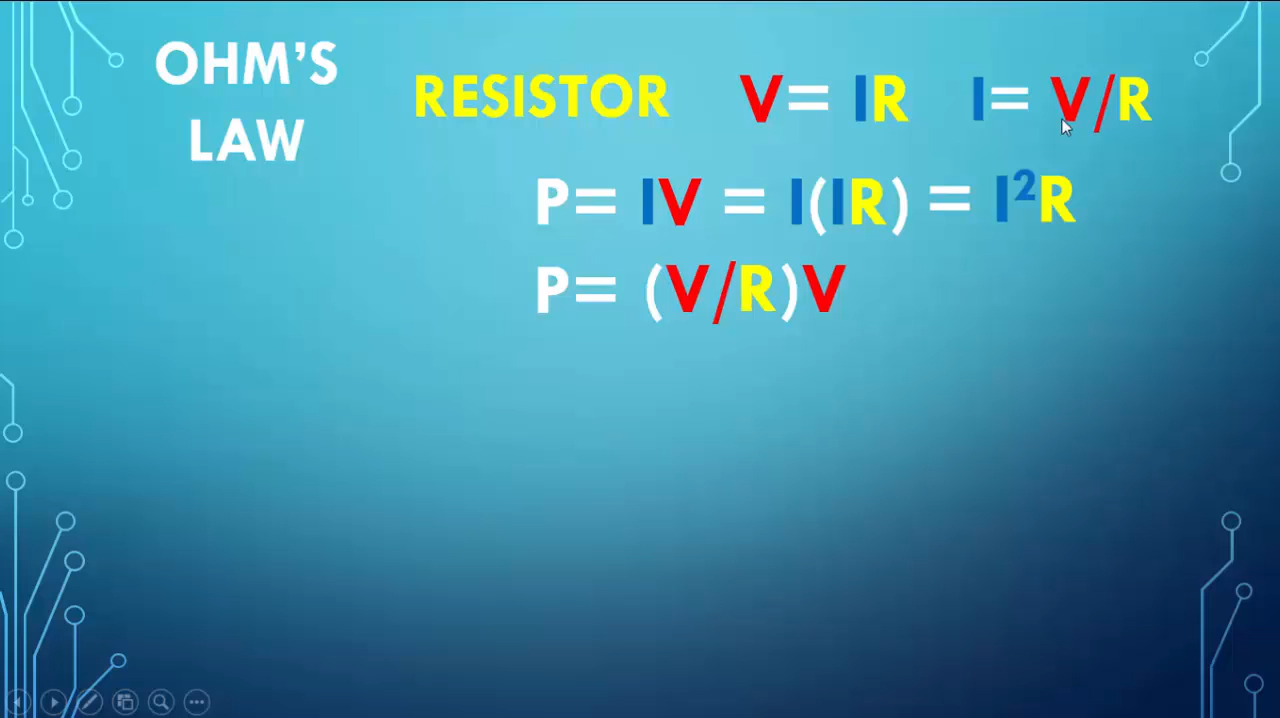 OHM'S
LAW
RESISTOR V= IR I= V/R
P= IV = I(IR) = I²R
P= (V/R)V